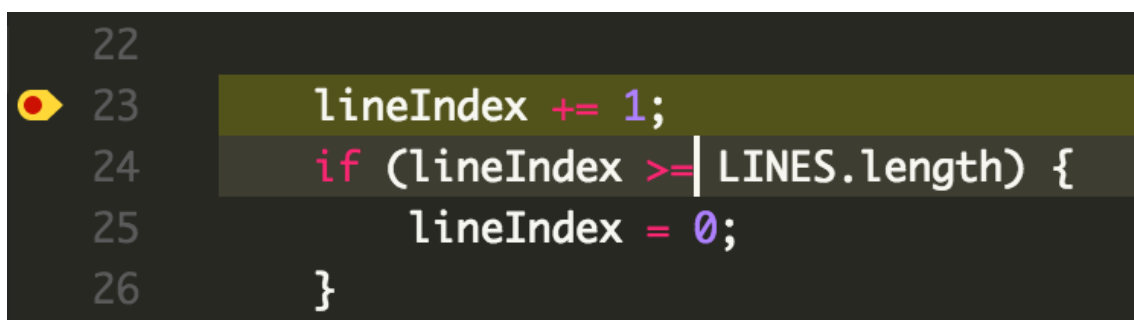 22
23 lineIndex += 1;
24 if (lineIndex >= LINES.length) {
25 lineIndex = 0;
26 }